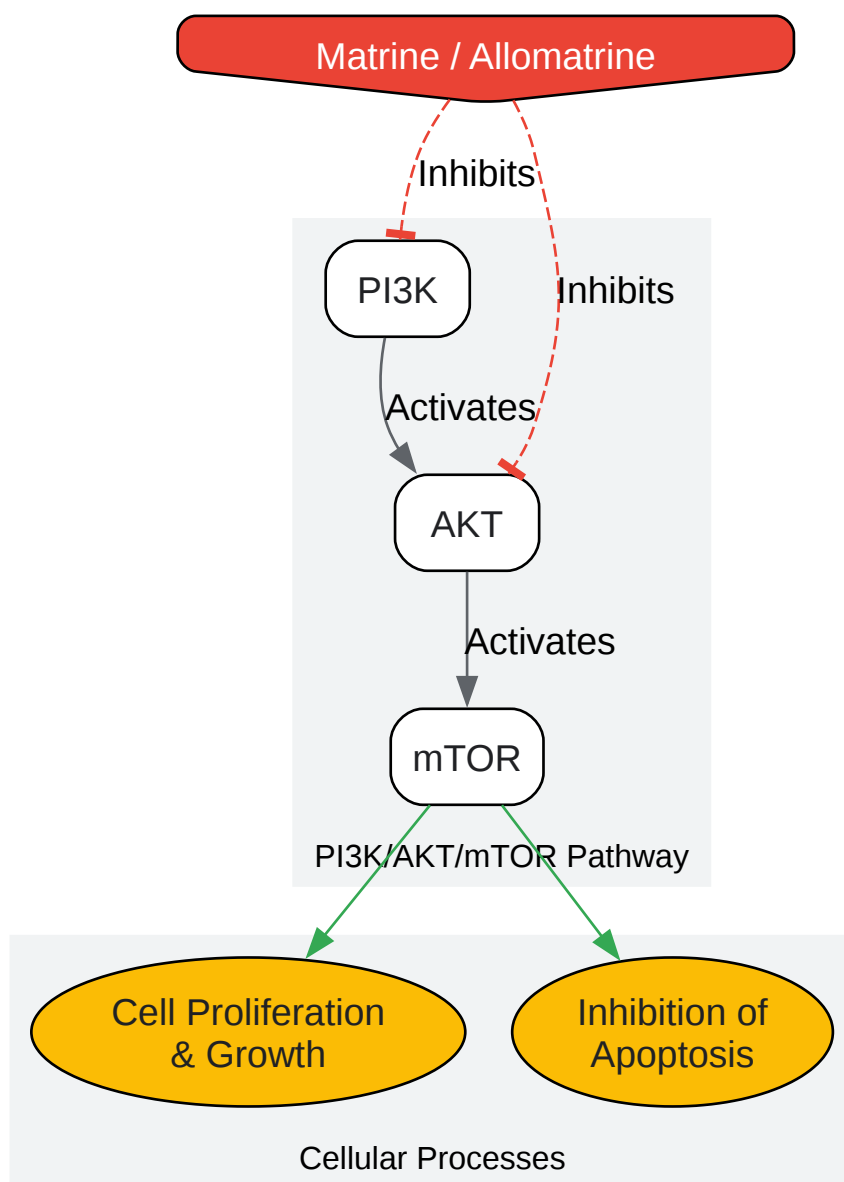 Matrine / Allomatrine
Inhibits
PI3K
Inhibits
Activates
AKT
Activates
mTOR
PI3K/AKT/mTOR Pathway
Cell Proliferation
& Growth
Inhibition of
Apoptosis
Cellular Processes